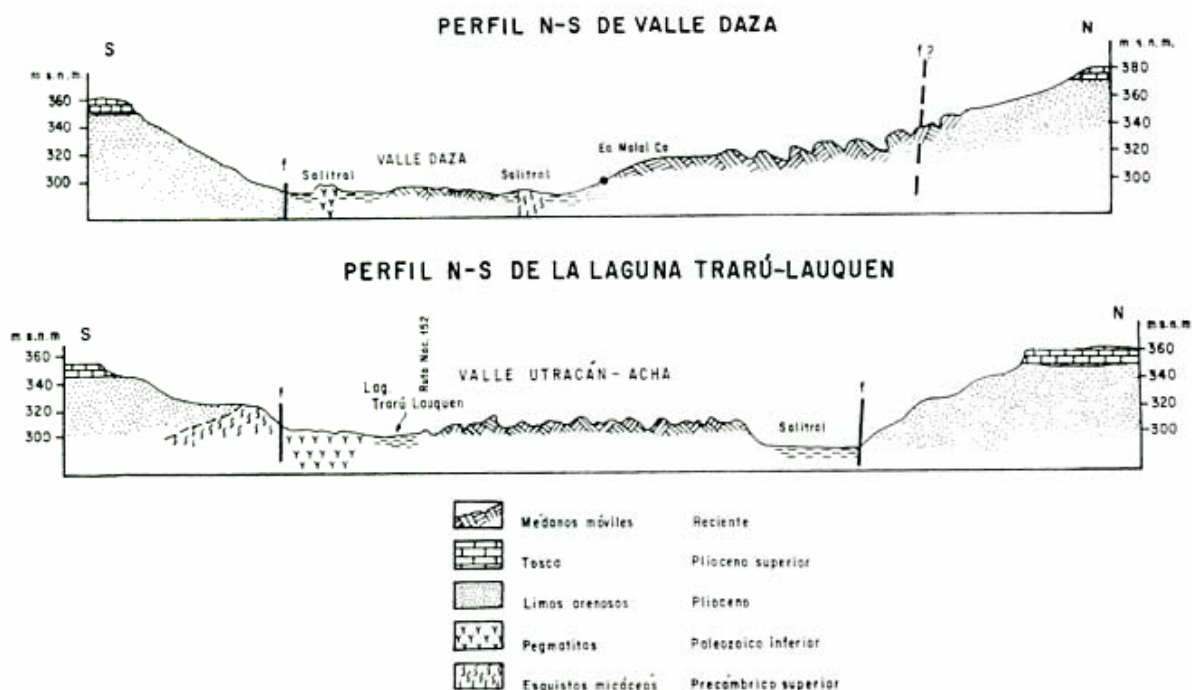 PERFIL N-S DE VALLE DAZA
S
N
m s.n.m.
360
340
320
300
f
Salitral
VALLE DAZA
Salitral
Ea Malal Co
f?
m s.n.m.
380
360
340
320
300
PERFIL N-S DE LA LAGUNA TRARÚ-LAUQUEN
S
N
m s.n.m
360
340
320
300
f
Lag.
Trarú Lauquen
Ruta Nac. 152
VALLE UTRACÁN - ACHA
Salitral
f
m s.n.m.
360
340
320
300
Médanos móviles Reciente
Tosca Plioceno superior
Limos arenosos Plioceno
Pegmatitas Paleozoico inferior
Esquistos micáceos Precámbrico superior